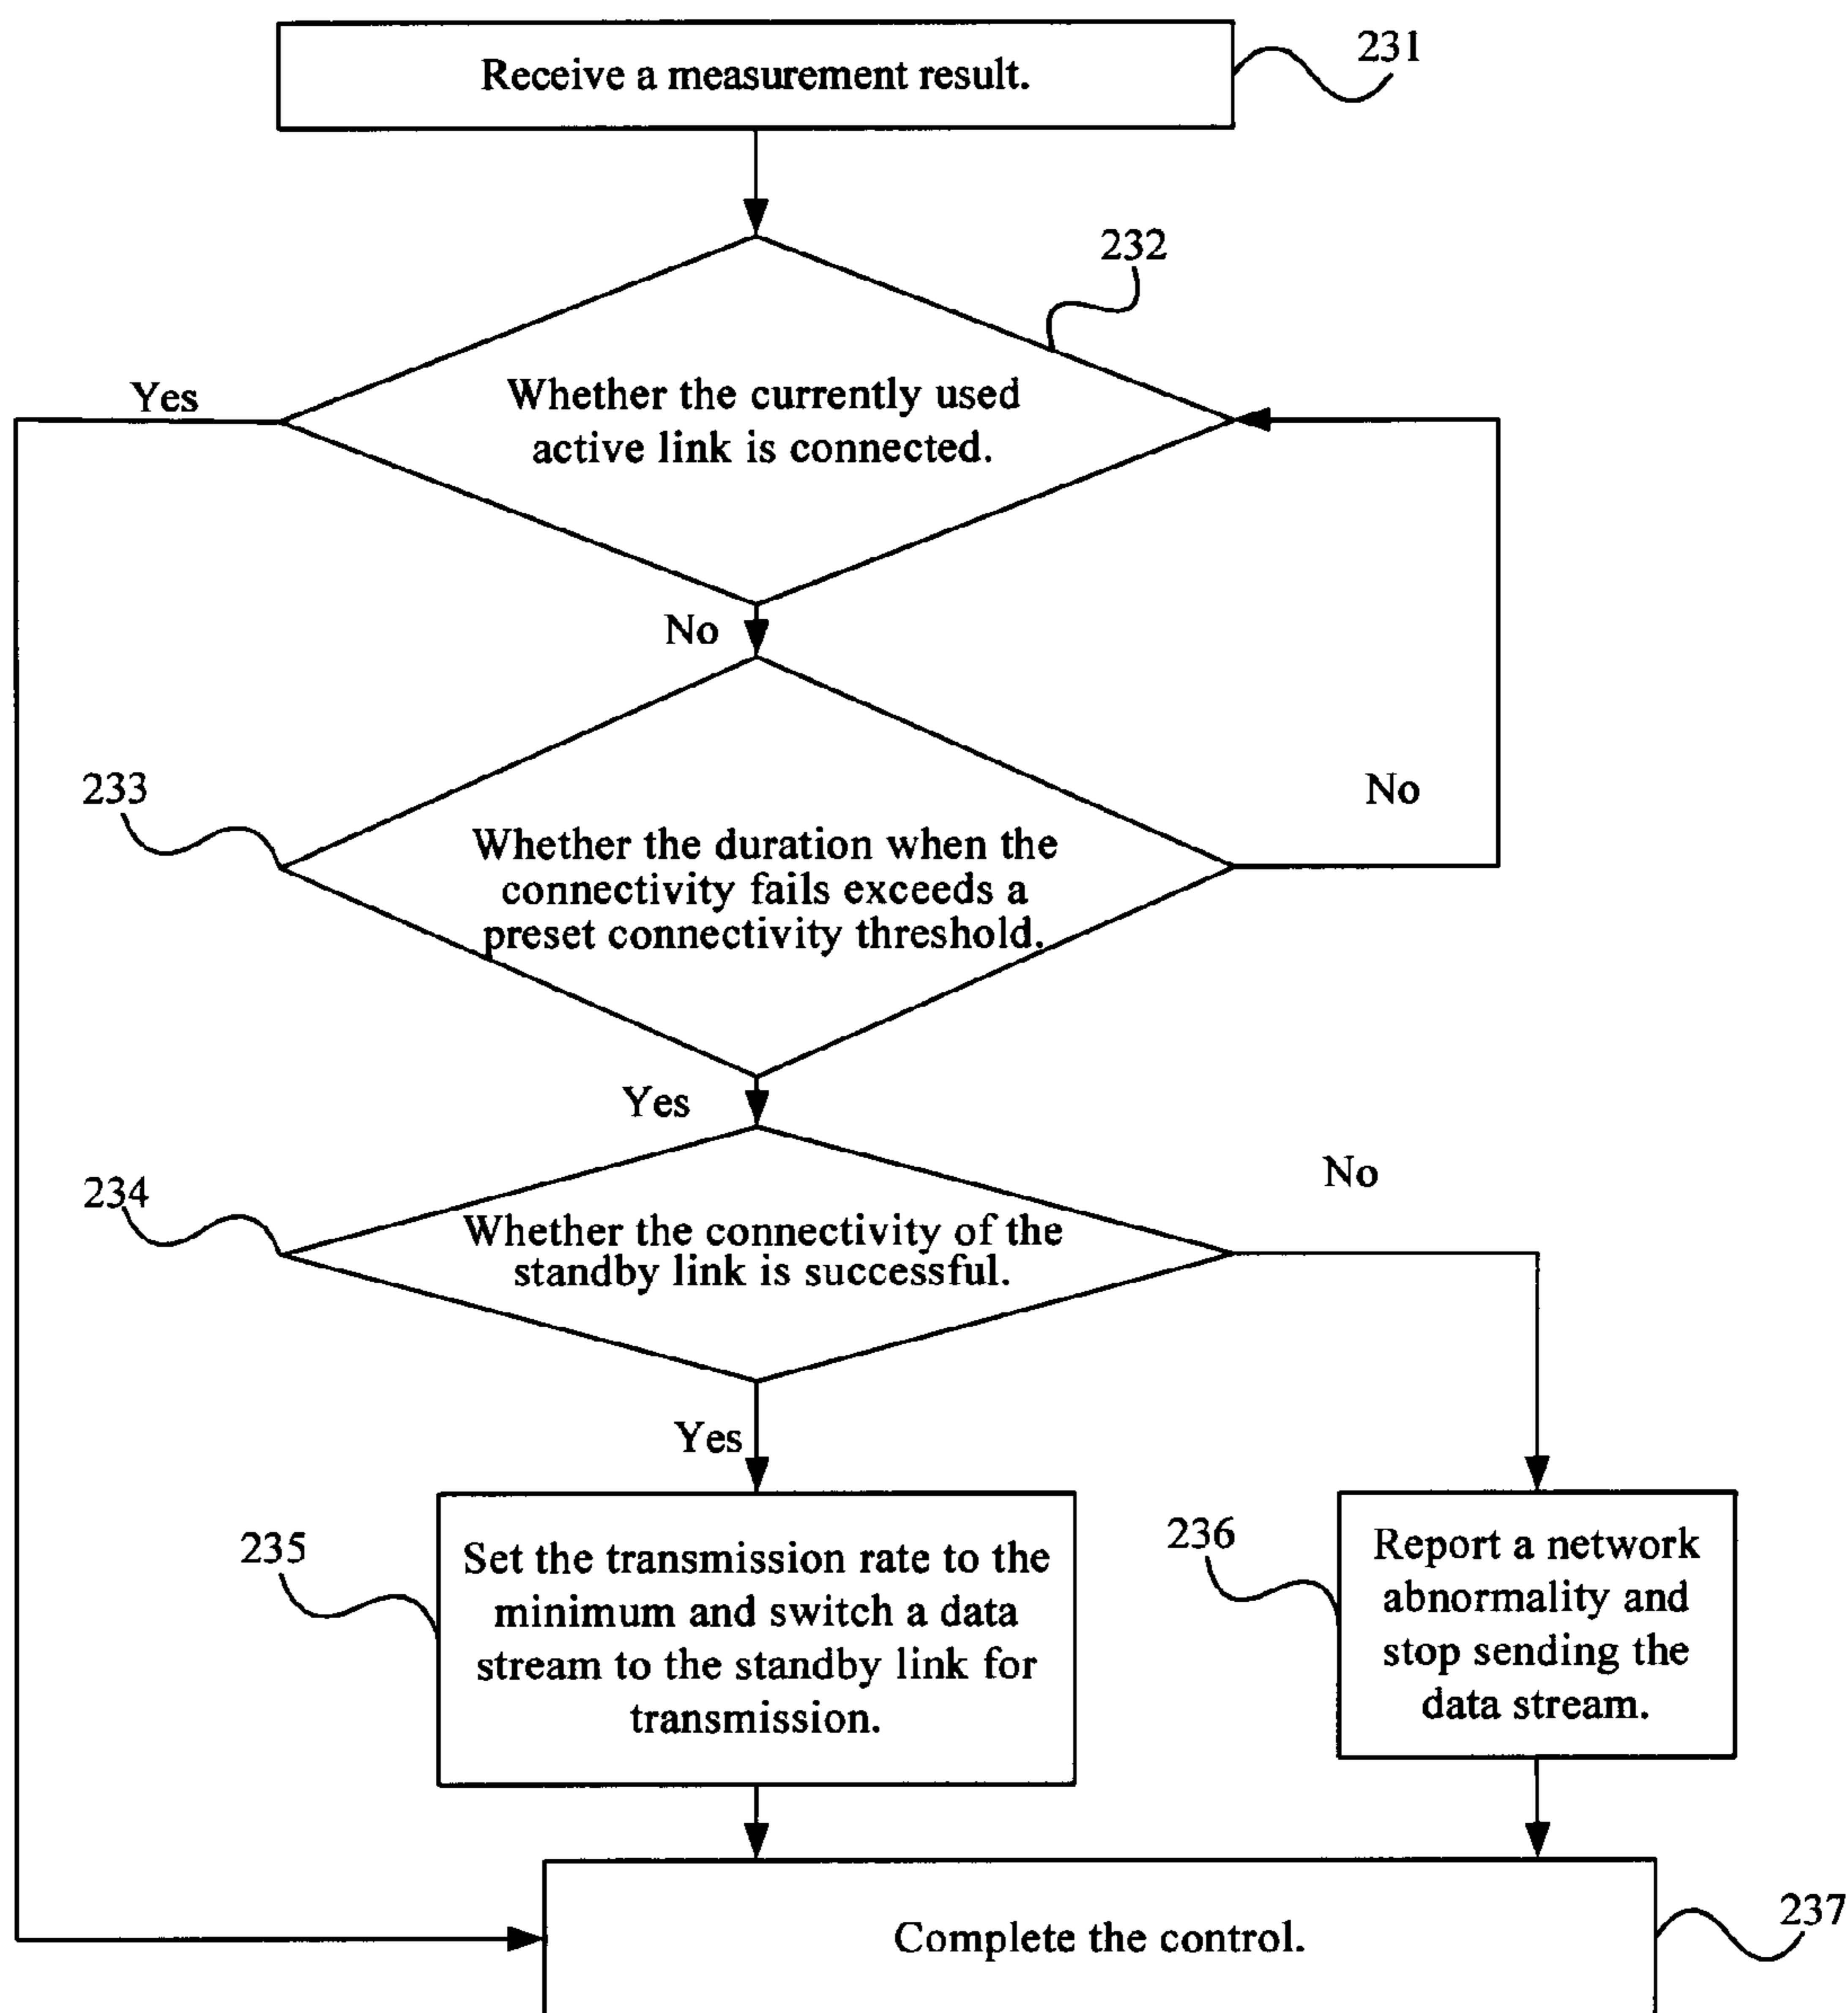 Receive a measurement result.
231
232
Yes
Whether the currently used
active link is connected.
No
233
No
Whether the duration when the
connectivity fails exceeds a
preset connectivity threshold.
Yes
234
No
Whether the connectivity of the
standby link is successful.
Yes
235
Set the transmission rate to the
minimum and switch a data
stream to the standby link for
transmission.
236
Report a network
abnormality and
stop sending the
data stream.
Complete the control.
237